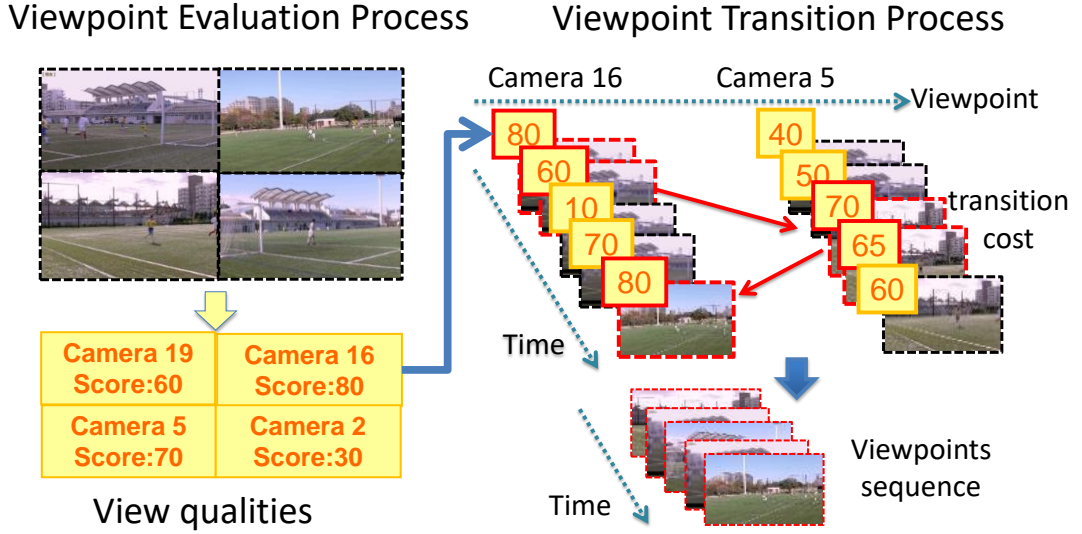 Viewpoint Evaluation Process
Viewpoint Transition Process
Camera 19
Score:60
Camera 16
Score:80
Camera 5
Score:70
Camera 2
Score:30
View qualities
Camera 16
Camera 5
Viewpoint
80
60
10
70
80
40
50
70
65
60
transition
cost
Time
Time
Viewpoints
sequence